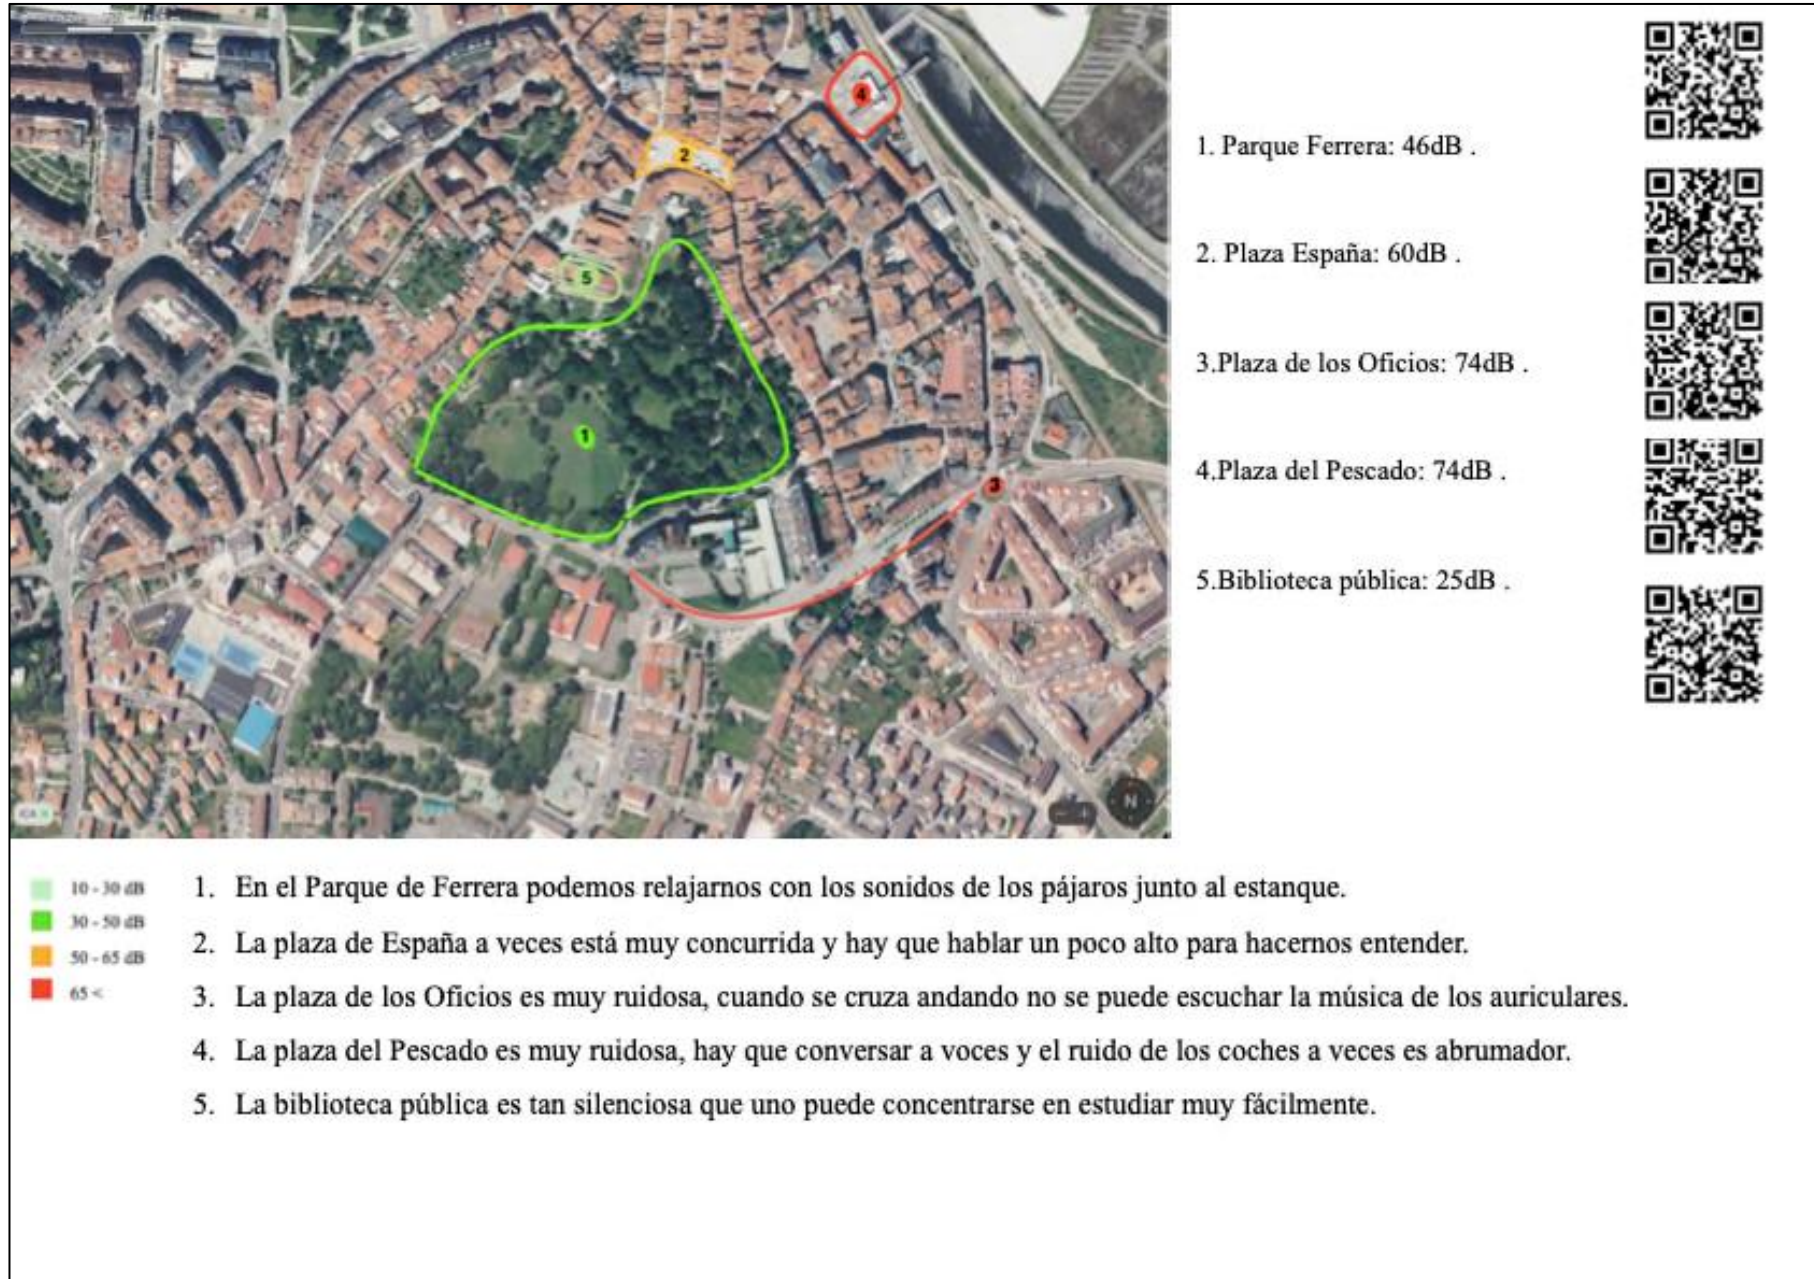 4
2
5
1
3
N
1. Parque Ferrera: 46dB .
2. Plaza España: 60dB .
3.Plaza de los Oficios: 74dB .
4.Plaza del Pescado: 74dB .
5.Biblioteca pública: 25dB .
10 - 30 dB
30 - 50 dB
50 - 65 dB
65 <
1. En el Parque de Ferrera podemos relajarnos con los sonidos de los pájaros junto al estanque.
2. La plaza de España a veces está muy concurrida y hay que hablar un poco alto para hacernos entender.
3. La plaza de los Oficios es muy ruidosa, cuando se cruza andando no se puede escuchar la música de los auriculares.
4. La plaza del Pescado es muy ruidosa, hay que conversar a voces y el ruido de los coches a veces es abrumador.
5. La biblioteca pública es tan silenciosa que uno puede concentrarse en estudiar muy fácilmente.